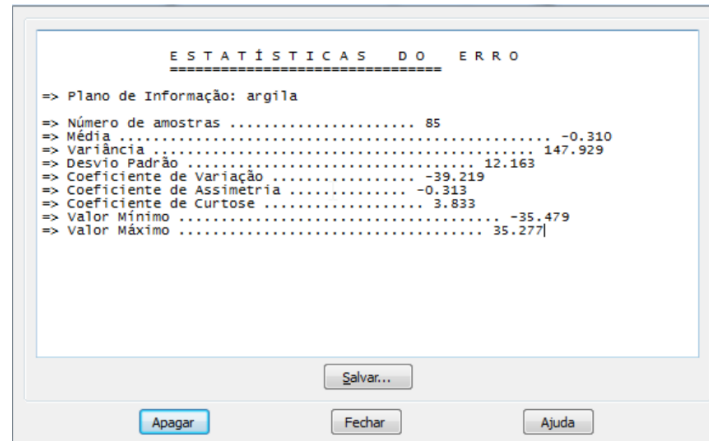 E S T A T Í S T I C A S   D O   E R R O
================================
=> Plano de Informação: argila
=> Número de amostras ...................... 85
=> Média ................................................... -0.310
=> Variância ............................................. 147.929
=> Desvio Padrão .................................. 12.163
=> Coeficiente de Variação ................. -39.219
=> Coeficiente de Assimetria .............. -0.313
=> Coeficiente de Curtose ................... 3.833
=> Valor Mínimo ...................................... -35.479
=> Valor Máximo .................................... 35.277
Salvar...
Apagar Fechar Ajuda